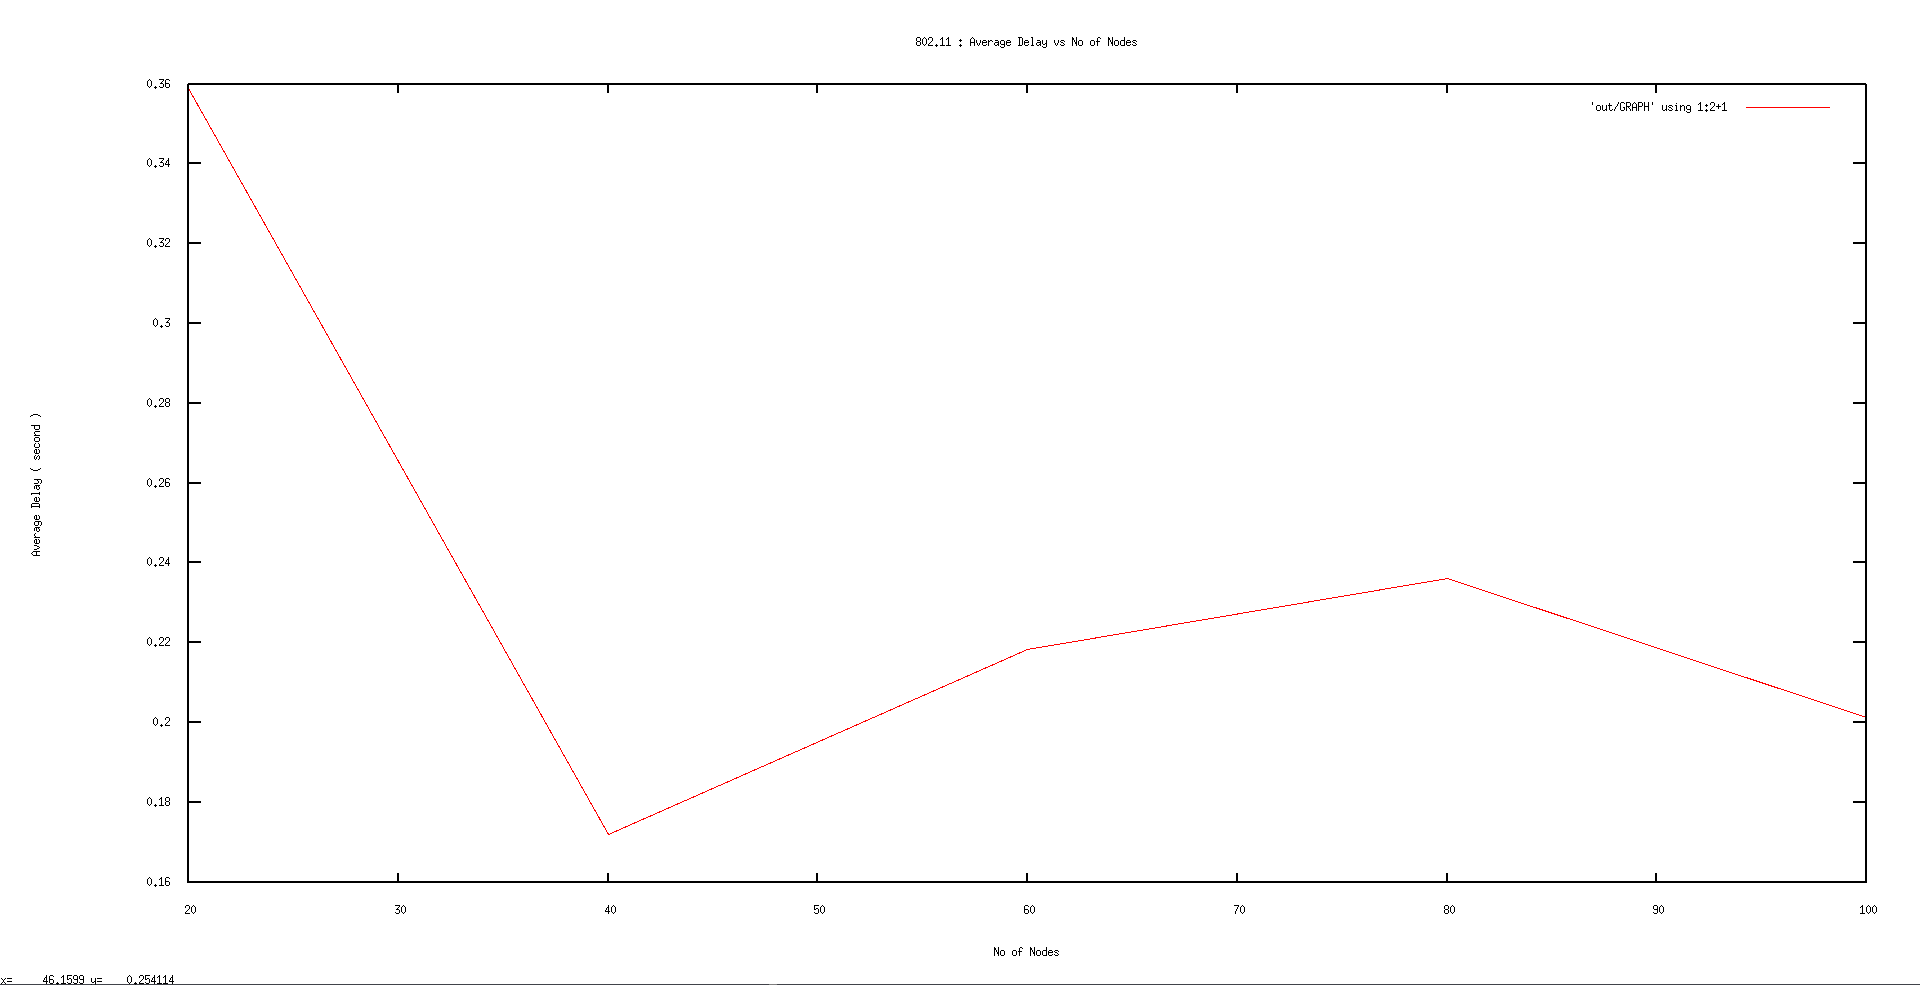 802.11 : Average Delay vs No of Nodes
'out/GRAPH' using 1:2+1
0.36
0.34
0.32
0.3
0.28
0.26
0.24
0.22
0.2
0.18
0.16
Average Delay ( second )
20 30 40 50 60 70 80 90 100
No of Nodes
x= 46.1599 y= 0.254114